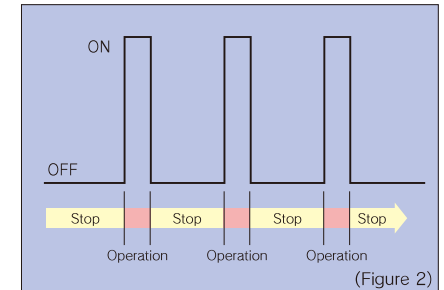 ON
OFF
Stop Stop Stop Stop
Operation Operation Operation
(Figure 2)